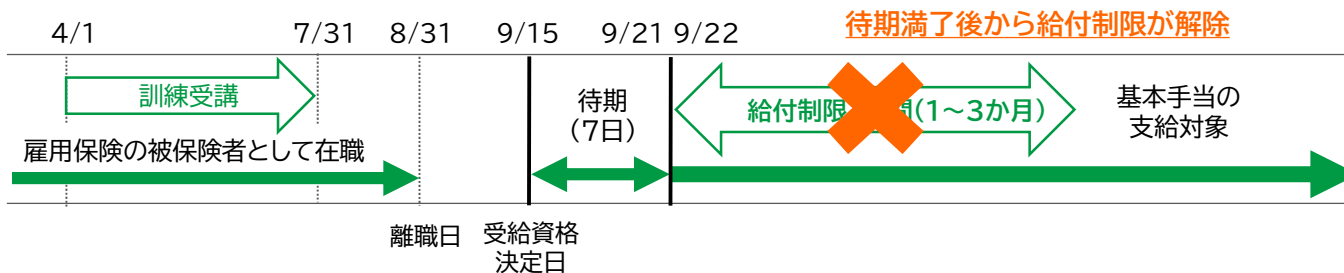 4/1
7/31
8/31
9/15
9/21
9/22
待期満了後から給付制限が解除
訓練受講
待期
(7日)
給付制限
(1～3か月)
基本手当の
支給対象
雇用保険の被保険者として在職
離職日
受給資格
決定日